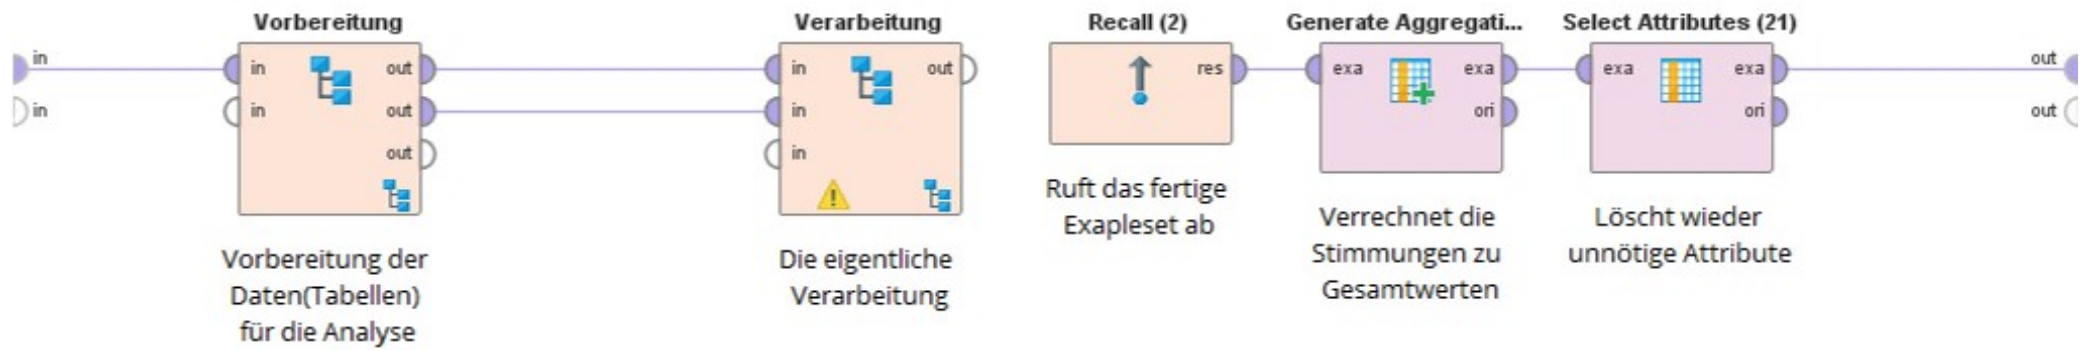 Vorbereitung
Verarbeitung
Recall (2)
Generate Aggregati...
Select Attributes (21)
in
in
in
in
out
out
out
in
in
in
out
res
exa
exa
ori
exa
exa
ori
out
out
Vorbereitung der
Daten(Tabellen)
für die Analyse
Die eigentliche
Verarbeitung
Ruft das fertige
Exapleset ab
Verrechnet die
Stimmungen zu
Gesamtwerten
Löscht wieder
unnötige Attribute